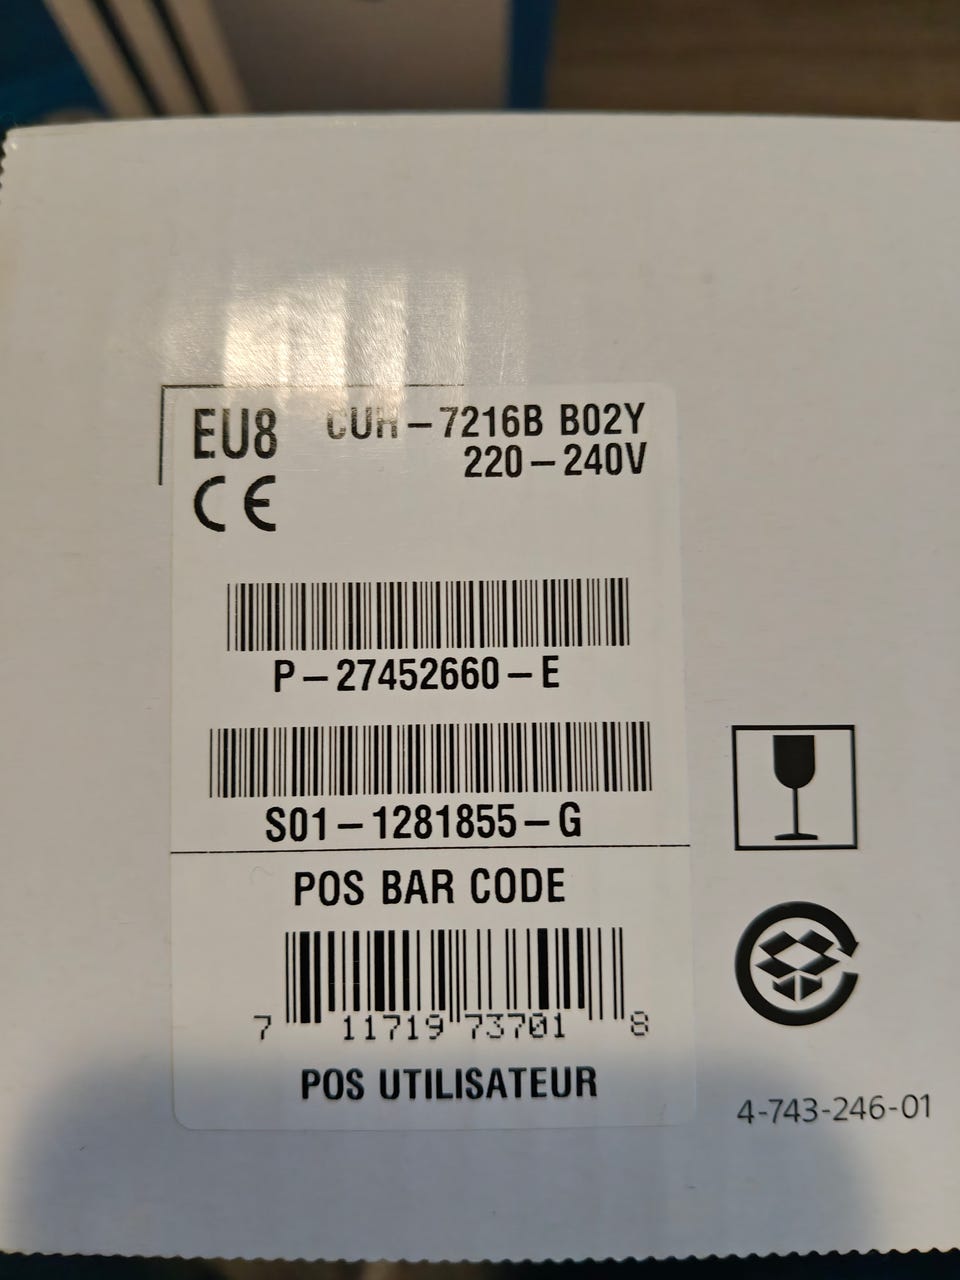 EU8 CUH-7216B B02Y
220-240V
CE
P-27452660-E
S01-1281855-G
POS BAR CODE
7 11719 73701 8
POS UTILISATEUR
4-743-246-01